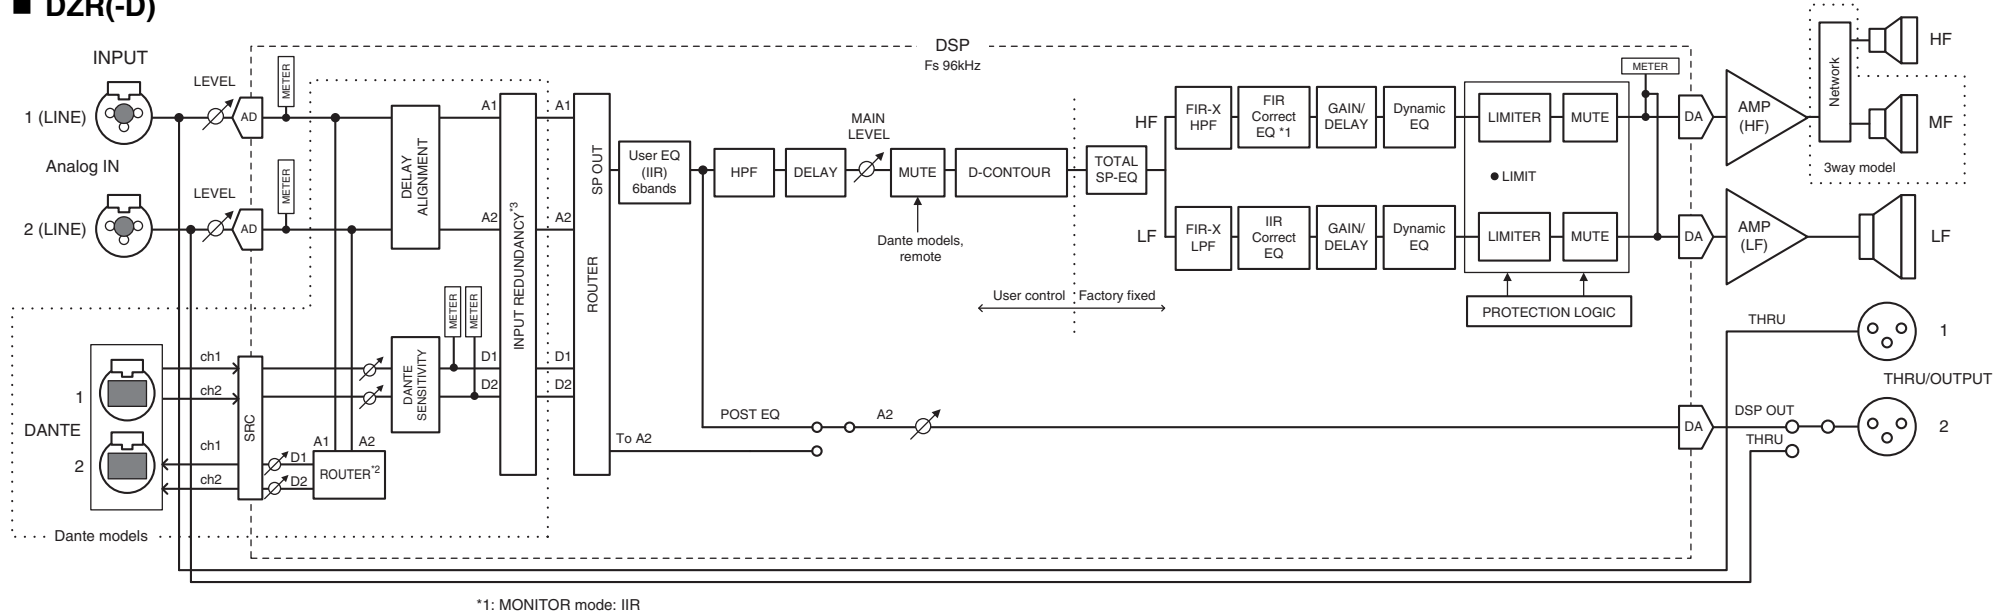 ■ DZR(-D)
DSP
Fs 96kHz
INPUT
LEVEL
METER
1 (LINE)
AD
Analog IN
LEVEL
METER
2 (LINE)
AD
DELAY
ALIGNMENT
A1
A2
INPUT REDUNDANCY*3
A1
A2
SP OUT
ROUTER
User EQ
(IIR)
6bands
HPF
DELAY
MAIN
LEVEL
MUTE
D-CONTOUR
Dante models,
remote
TOTAL
SP-EQ
User control
Factory fixed
HF
FIR-X
HPF
FIR
Correct
EQ *1
GAIN/
DELAY
Dynamic
EQ
LIMITER
MUTE
METER
DA
AMP
(HF)
Network
HF
MF
3way model
LIMIT
LF
FIR-X
LPF
IIR
Correct
EQ
GAIN/
DELAY
Dynamic
EQ
LIMITER
MUTE
DA
AMP
(LF)
LF
PROTECTION LOGIC
DANTE
1
ch1
ch2
2
ch1
ch2
SRC
METER
METER
DANTE
SENSITIVITY
D1
D2
D1
D2
A1
A2
D1
D2
ROUTER*2
Dante models
To A2
POST EQ
A2
DA
THRU
1
THRU/OUTPUT
DSP OUT
THRU
2
*1: MONITOR mode: IIR